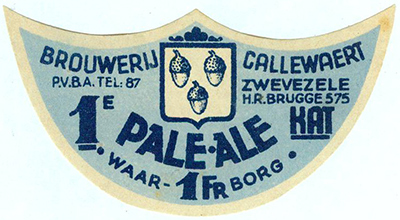 BROUWERIJ CALLEWAERT
P.V.B.A. TEL: 87 ZWEVEZELE
H.R. BRUGGE 575
1E PALE·ALE KAT
·WAAR- 1FR BORG·